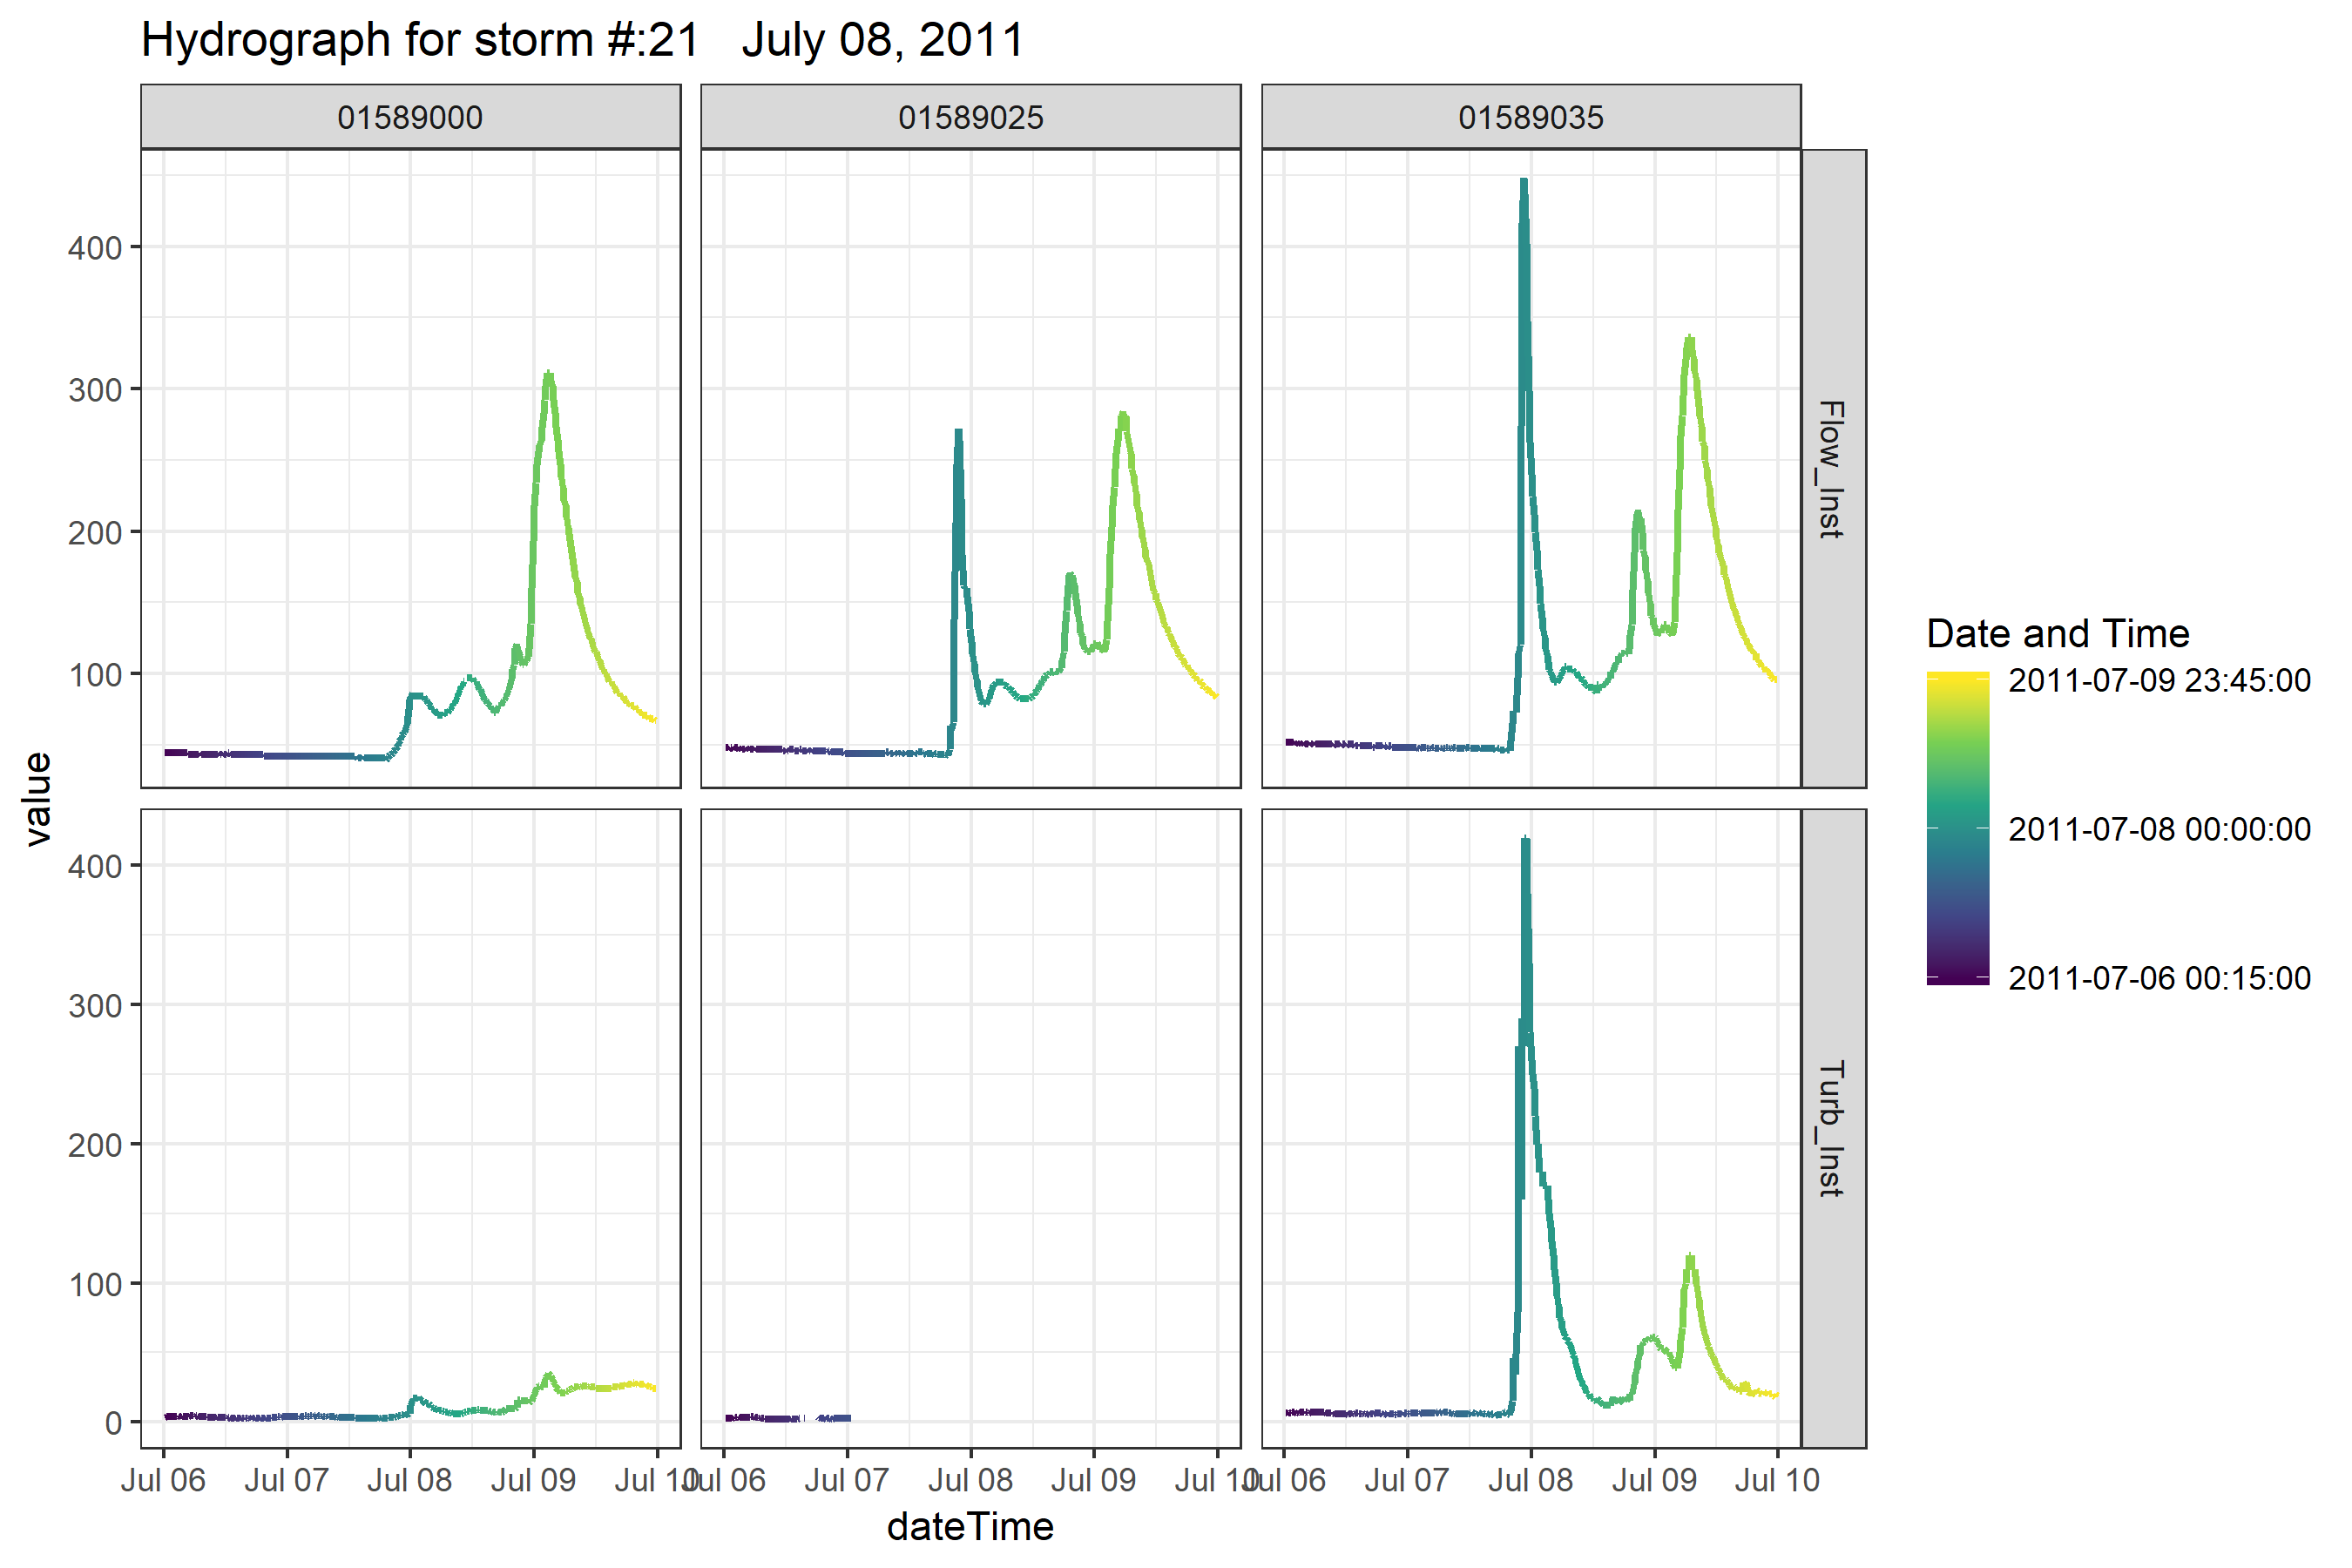 Hydrograph for storm #:21   July 08, 2011
01589000
01589025
01589035
400
300
200
100
Flow_Inst
400
300
200
100
0
Turb_Inst
value
Jul 06 Jul 07 Jul 08 Jul 09 Jul 10
Jul 06 Jul 07 Jul 08 Jul 09 Jul 10
Jul 06 Jul 07 Jul 08 Jul 09 Jul 10
dateTime
Date and Time
2011-07-09 23:45:00
2011-07-08 00:00:00
2011-07-06 00:15:00